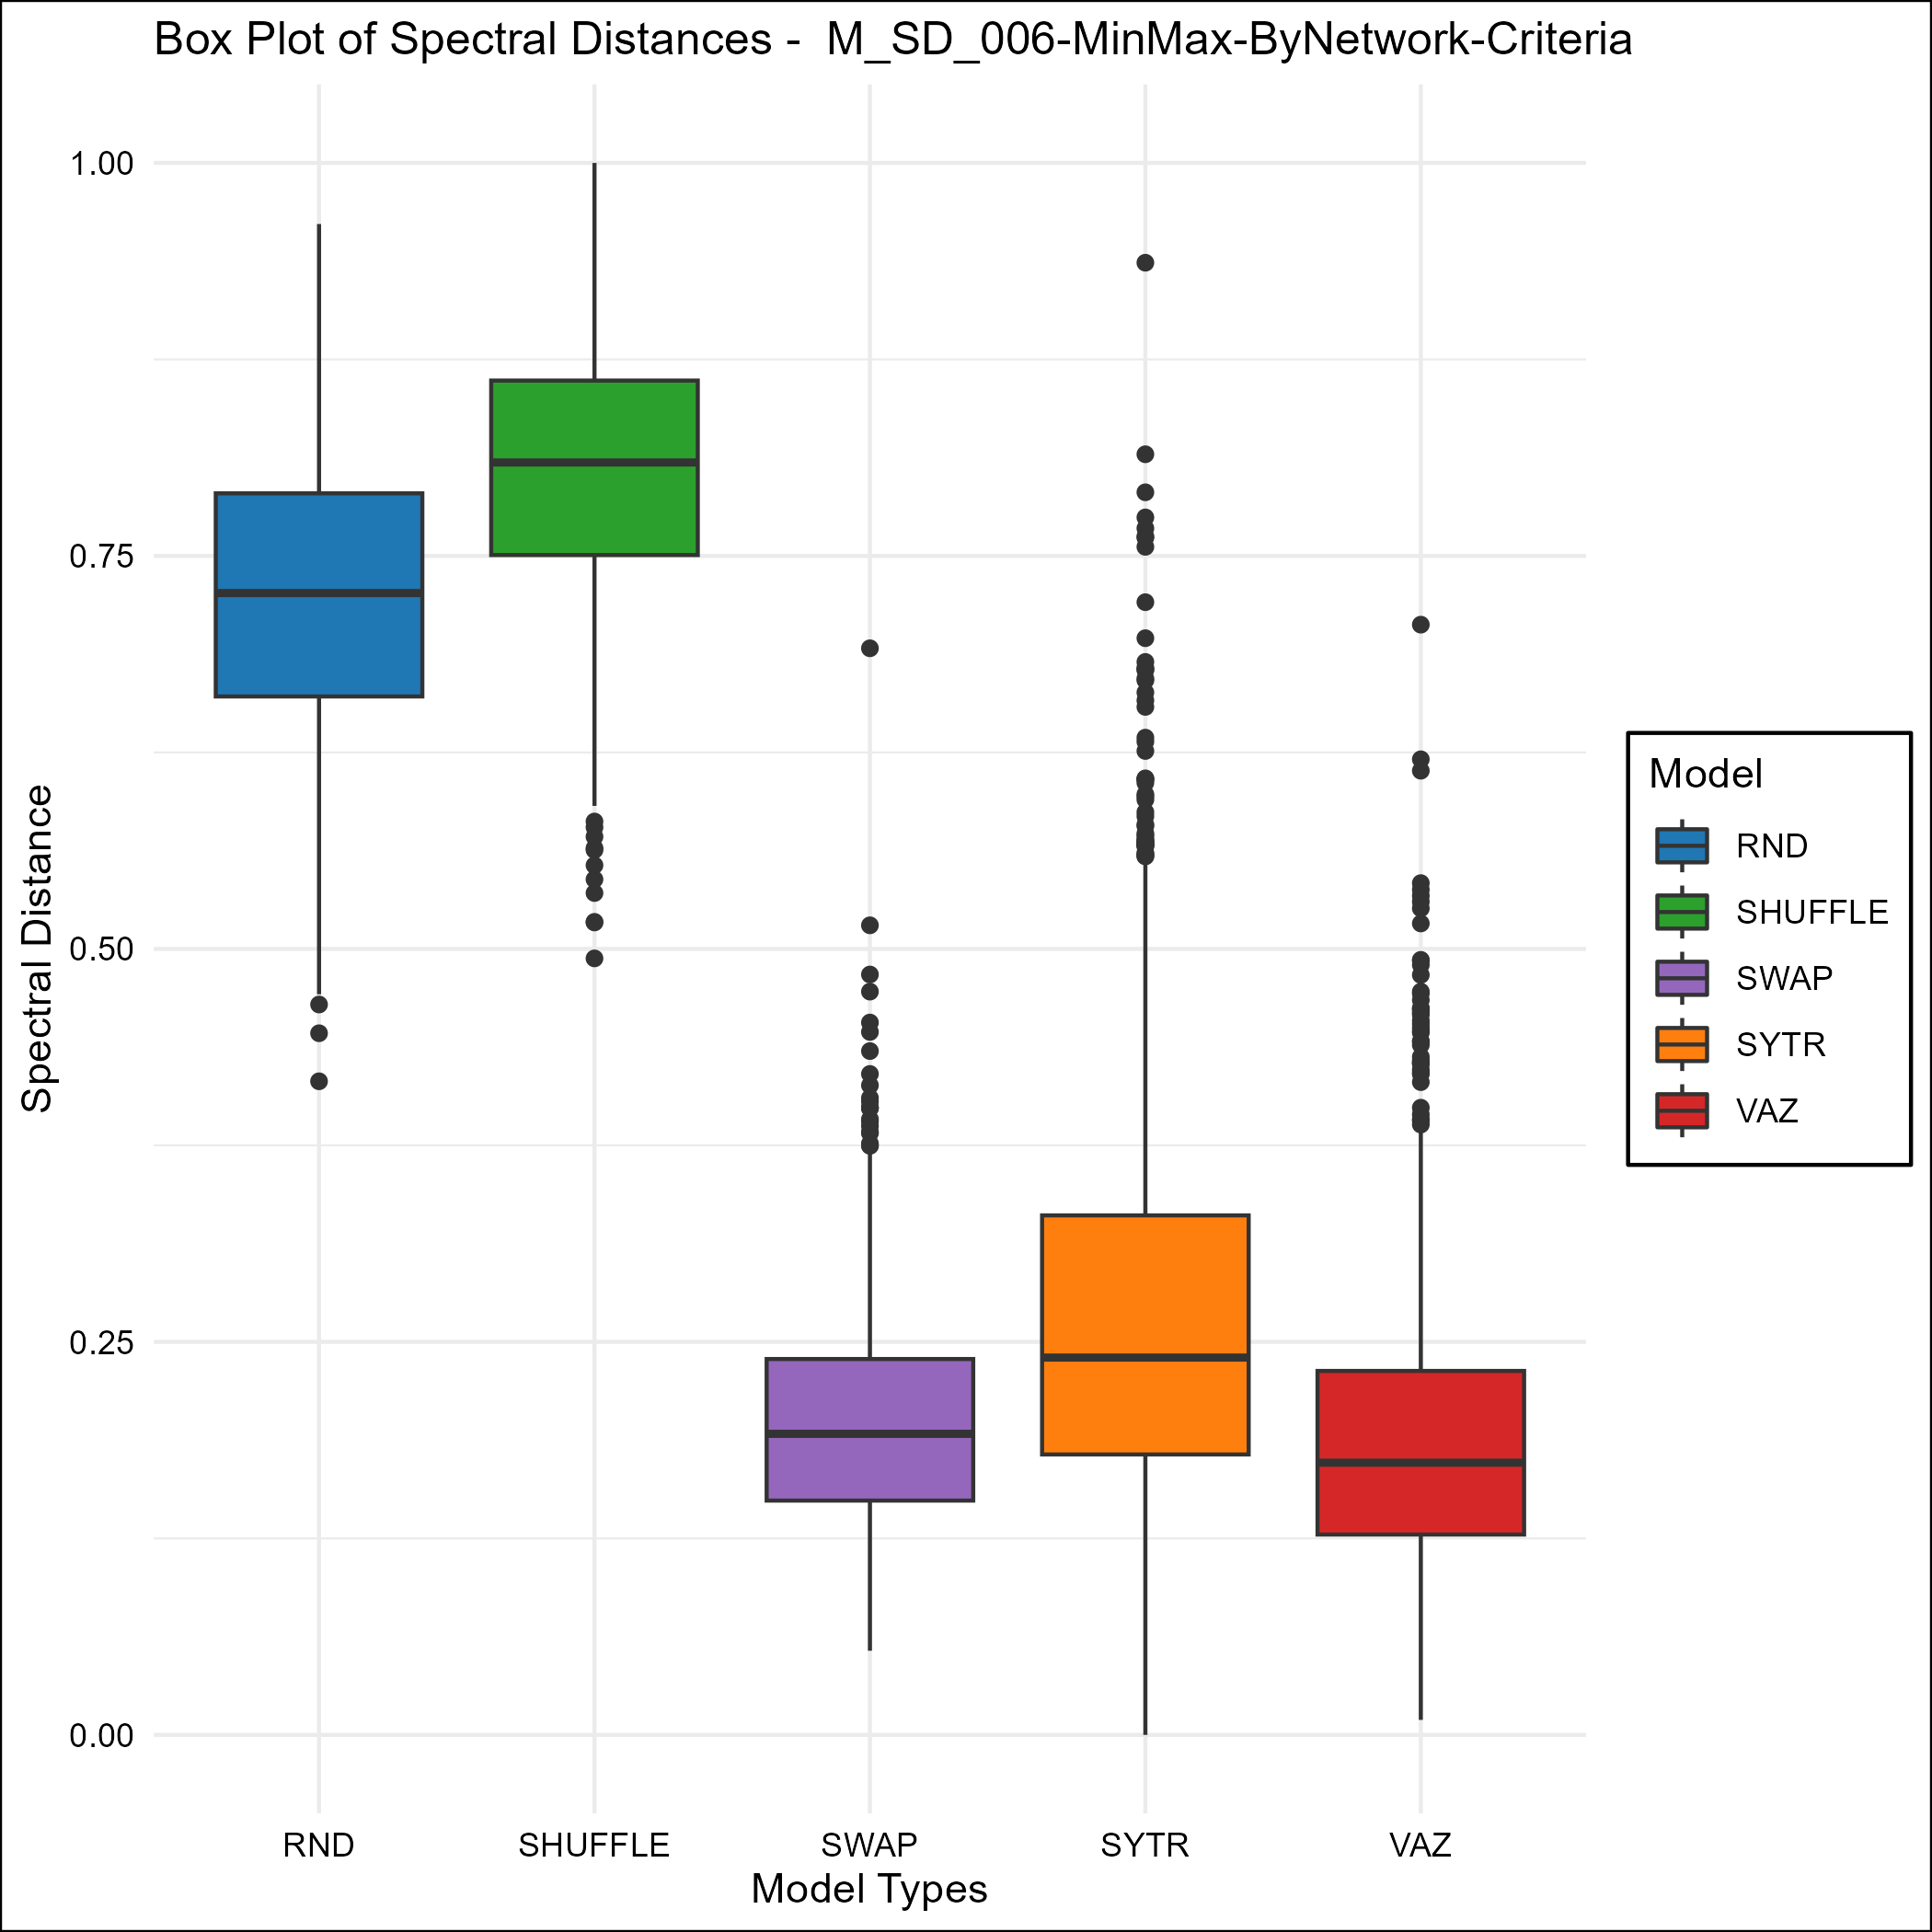 Box Plot of Spectral Distances -  M_SD_006-MinMax-ByNetwork-Criteria
Spectral Distance
1.00
0.75
0.50
0.25
0.00
RND
SHUFFLE
SWAP
SYTR
VAZ
Model Types
Model
RND
SHUFFLE
SWAP
SYTR
VAZ